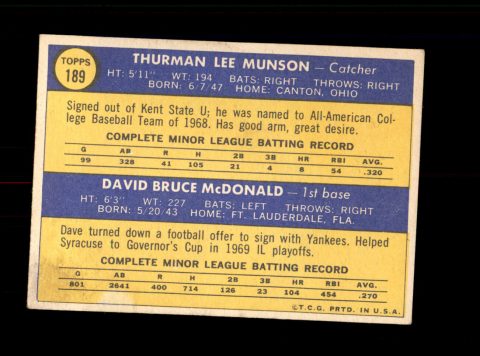 TOPPS
189
THURMAN LEE MUNSON — Catcher
HT: 5'11" WT: 194 BATS: RIGHT THROWS: RIGHT
BORN: 6/7/47 HOME: CANTON, OHIO
Signed out of Kent State U; he was named to All-American Col-
lege Baseball Team of 1968. Has good arm, great desire.
COMPLETE MINOR LEAGUE BATTING RECORD
G AB R H 2B 3B HR RBI AVG.
99 328 41 105 21 4 8 54 .320
DAVID BRUCE McDONALD — 1st base
HT: 6'3" WT: 227 BATS: LEFT THROWS: RIGHT
BORN: 5/20/43 HOME: FT. LAUDERDALE, FLA.
Dave turned down a football offer to sign with Yankees. Helped
Syracuse to Governor's Cup in 1969 IL playoffs.
COMPLETE MINOR LEAGUE BATTING RECORD
G AB R H 2B 3B HR RBI AVG.
801 2641 400 714 126 23 104 454 .270
©T.C.G. PRTD. IN U.S.A.